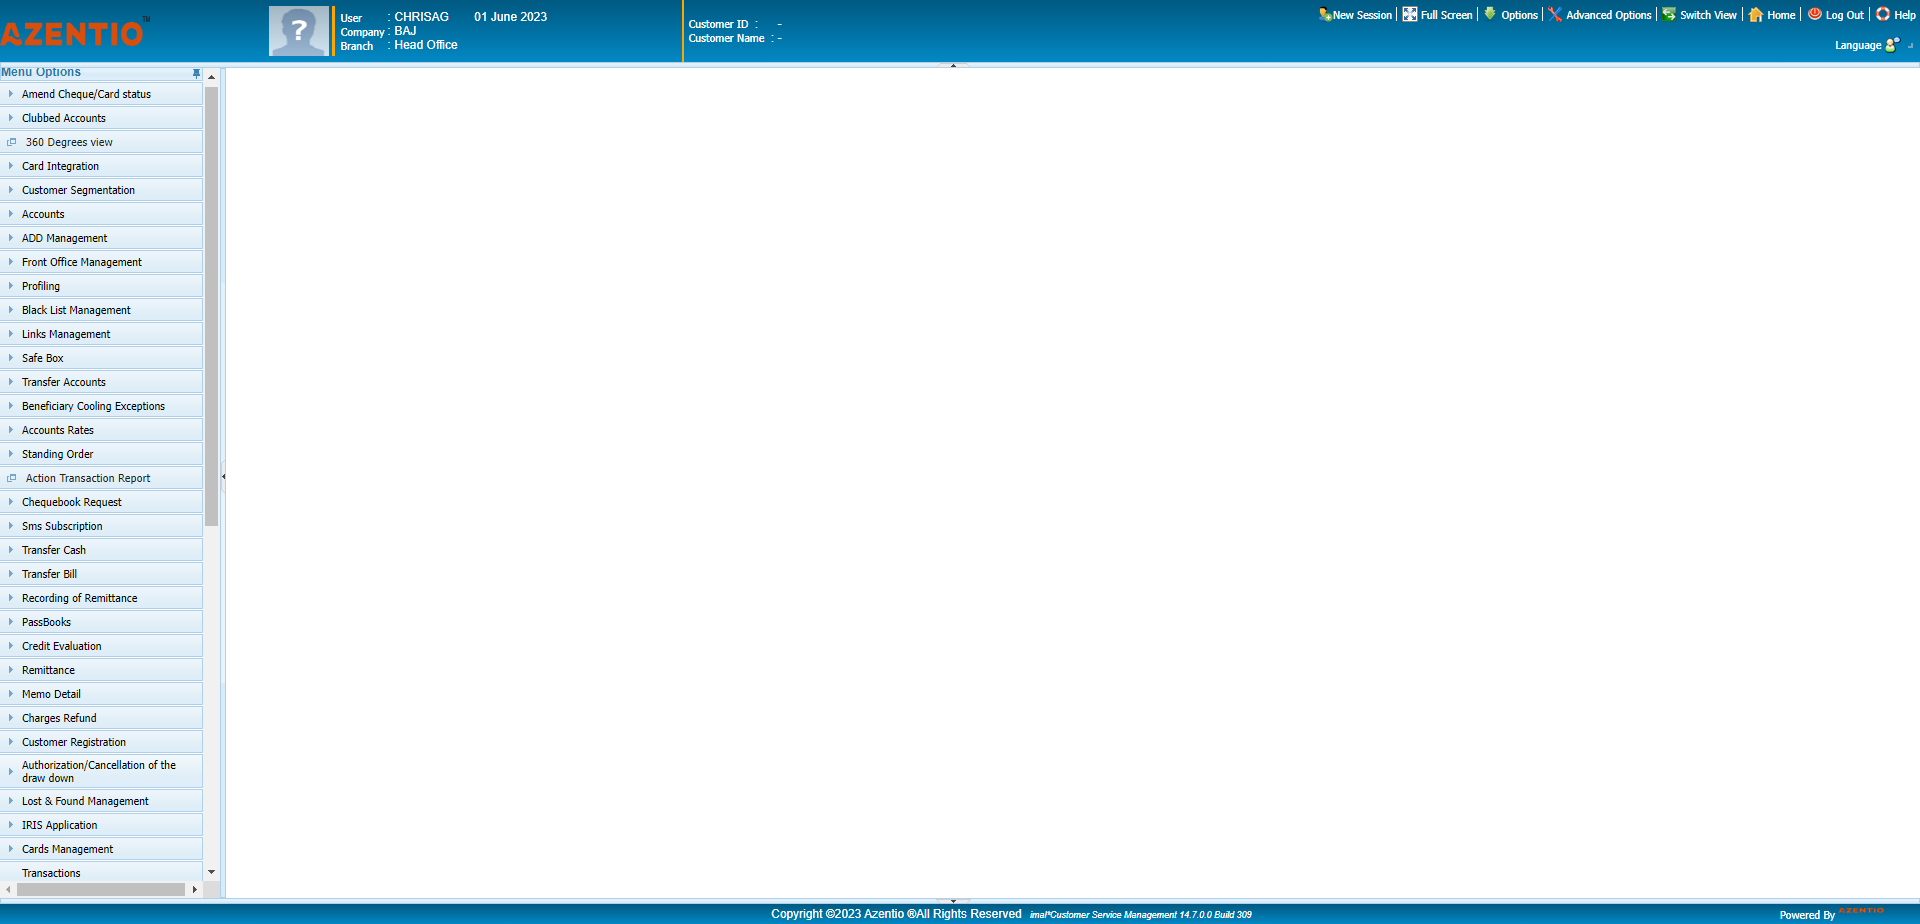 AZENTIO™
User : CHRISAG 01 June 2023
Company : BAJ
Branch : Head Office
Customer ID : -
Customer Name : -
New Session
Full Screen
Options
Advanced Options
Switch View
Home
Log Out
Help
Language
Menu Options
Amend Cheque/Card status
Clubbed Accounts
360 Degrees view
Card Integration
Customer Segmentation
Accounts
ADD Management
Front Office Management
Profiling
Black List Management
Links Management
Safe Box
Transfer Accounts
Beneficiary Cooling Exceptions
Accounts Rates
Standing Order
Action Transaction Report
Chequebook Request
Sms Subscription
Transfer Cash
Transfer Bill
Recording of Remittance
PassBooks
Credit Evaluation
Remittance
Memo Detail
Charges Refund
Customer Registration
Authorization/Cancellation of the
draw down
Lost & Found Management
IRIS Application
Cards Management
Transactions
Copyright ©2023 Azentio ®All Rights Reserved imal*Customer Service Management 14.7.0.0 Build 309
Powered By AZENTIO